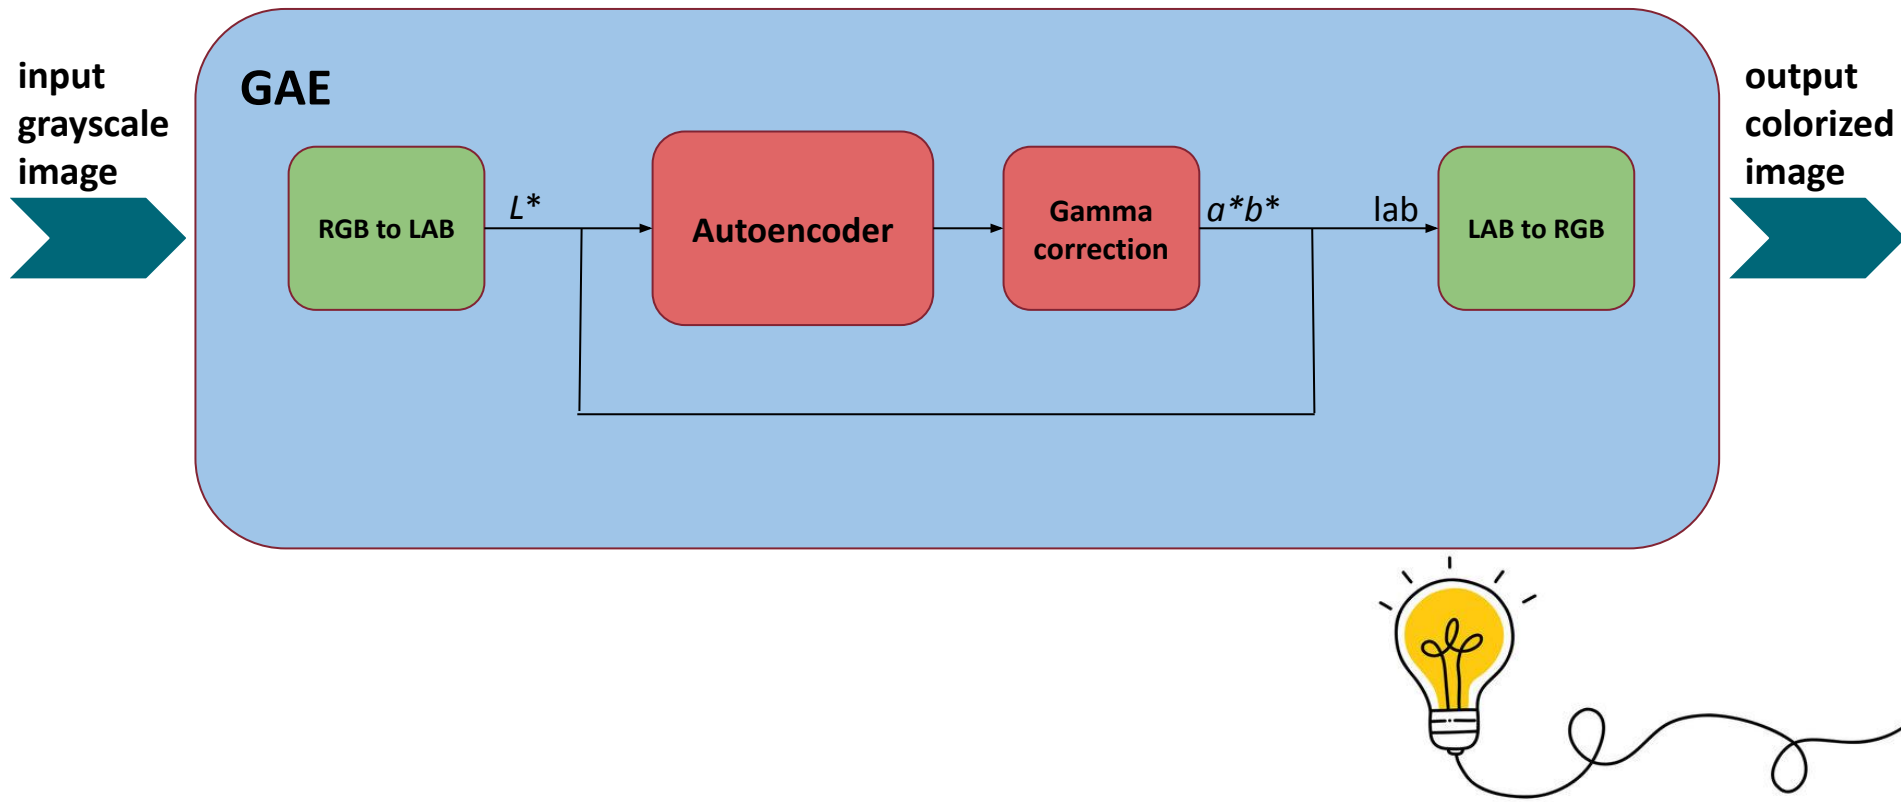 input
grayscale
image
GAE
RGB to LAB
L*
Autoencoder
Gamma
correction
a*b*
lab
LAB to RGB
output
colorized
image